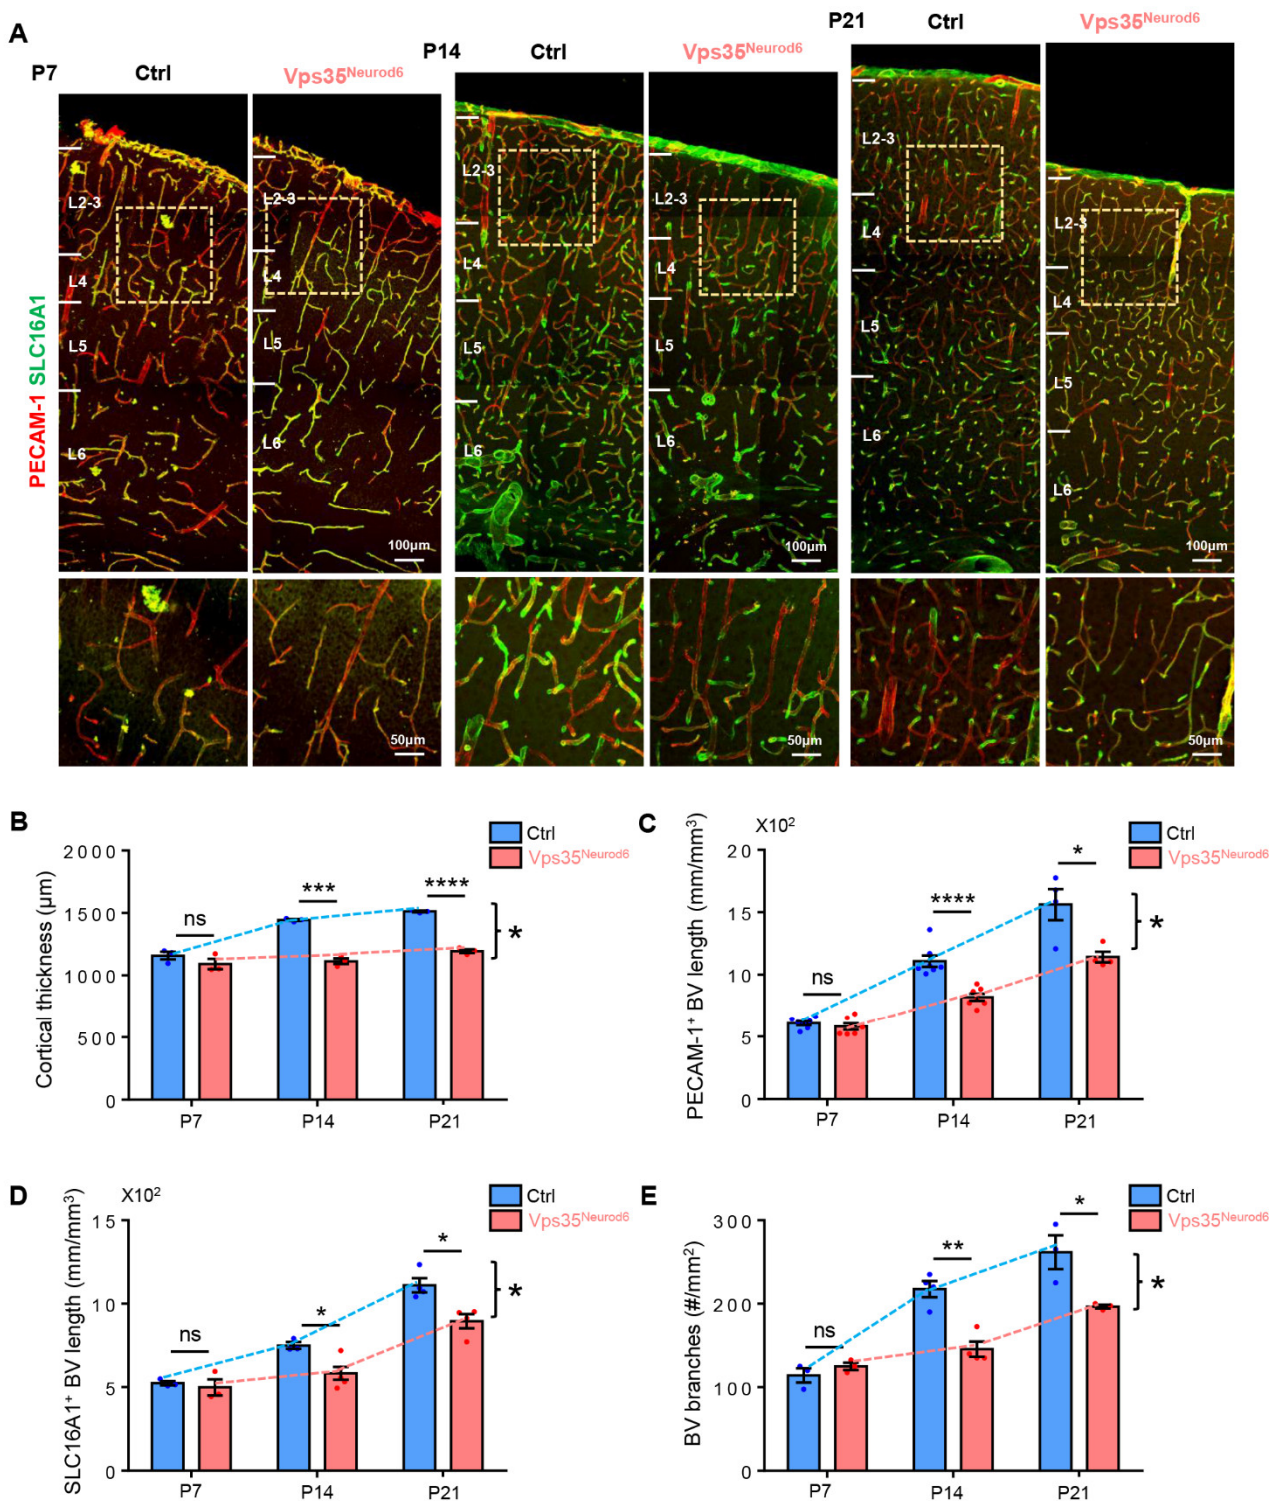 A
P7
Ctrl
Vps35Neurod6
P14
Ctrl
Vps35Neurod6
P21
Ctrl
Vps35Neurod6
PECAM-1 SLC16A1
L2-3
L4
L5
L6
L2-3
L4
L5
L6
100µm
L2-3
L4
L5
L6
L2-3
L4
L5
L6
100µm
100µm
L2-3
L4
L5
L6
L2-3
L4
L5
L6
100µm
50µm
50µm
50µm
B
Ctrl
Vps35Neurod6
Cortical thickness (µm)
2000
1500
1000
500
0
ns
***
****
*
P7
P14
P21
C
X10²
Ctrl
Vps35Neurod6
PECAM-1⁺ BV length (mm/mm³)
20
15
10
5
0
ns
****
*
*
P7
P14
P21
D
X10²
Ctrl
Vps35Neurod6
SLC16A1⁺ BV length (mm/mm³)
15
10
5
0
ns
*
*
*
P7
P14
P21
E
Ctrl
Vps35Neurod6
BV branches (#/mm²)
300
200
100
0
ns
**
*
*
P7
P14
P21